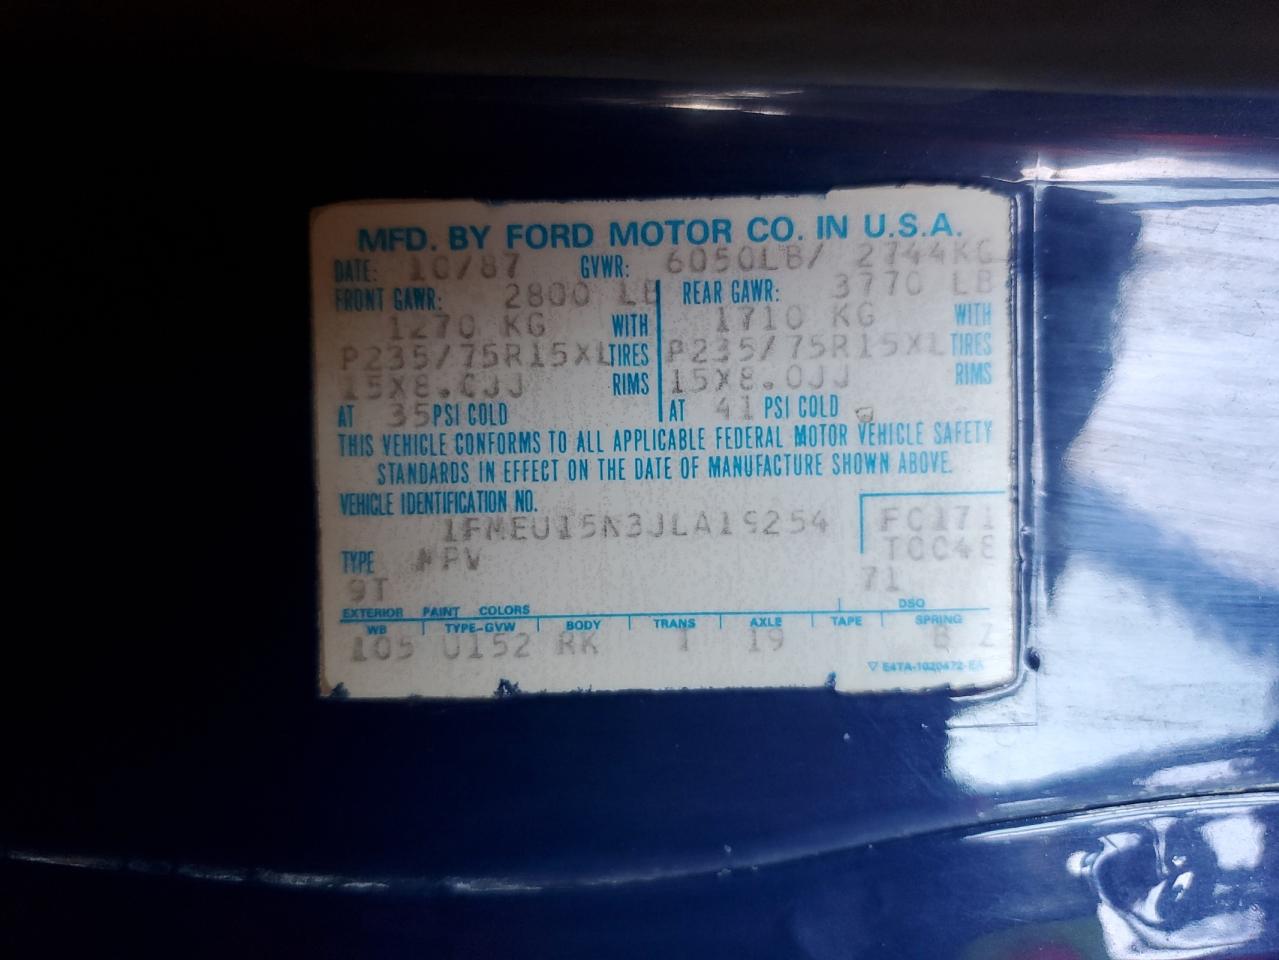 MFD. BY FORD MOTOR CO. IN U.S.A.
DATE: 10/87 GVWR: 6050LB/ 2744KG
FRONT GAWR: 2800 LB REAR GAWR: 3770 LB
1270 KG WITH 1710 KG WITH
P235/75R15XL TIRES P235/75R15XL TIRES
15X8.0JJ RIMS 15X8.0JJ RIMS
AT 35 PSI COLD AT 41 PSI COLD
THIS VEHICLE CONFORMS TO ALL APPLICABLE FEDERAL MOTOR VEHICLE SAFETY
STANDARDS IN EFFECT ON THE DATE OF MANUFACTURE SHOWN ABOVE.
VEHICLE IDENTIFICATION NO.
1FMEU15N3JLA19254 FC171
TYPE MPV
9T 71
EXTERIOR PAINT COLORS DSO
WB TYPE-GVW BODY TRANS AXLE TAPE SPRING
105 U152 RK T 19 B Z